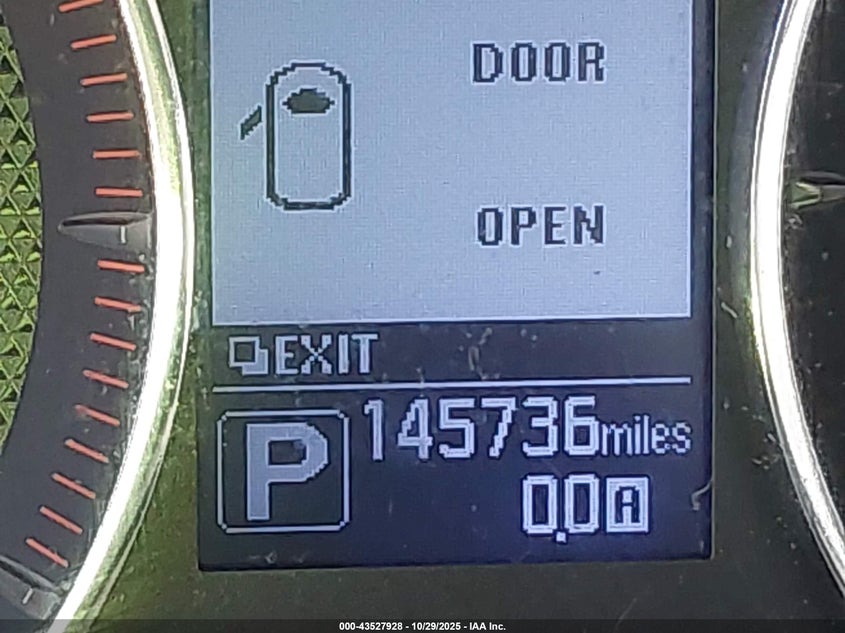 DOOR
OPEN
EXIT
P
145736miles
0.0A
000-43527928 - 10/29/2025 - IAA Inc.